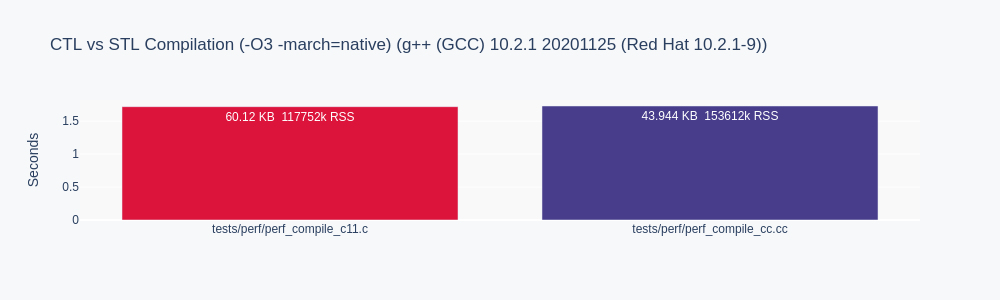 CTL vs STL Compilation (-O3 -march=native) (g++ (GCC) 10.2.1 20201125 (Red Hat 10.2.1-9))
Seconds
1.5
1
0.5
0
60.12 KB  117752k RSS
43.944 KB  153612k RSS
tests/perf/perf_compile_c11.c
tests/perf/perf_compile_cc.cc